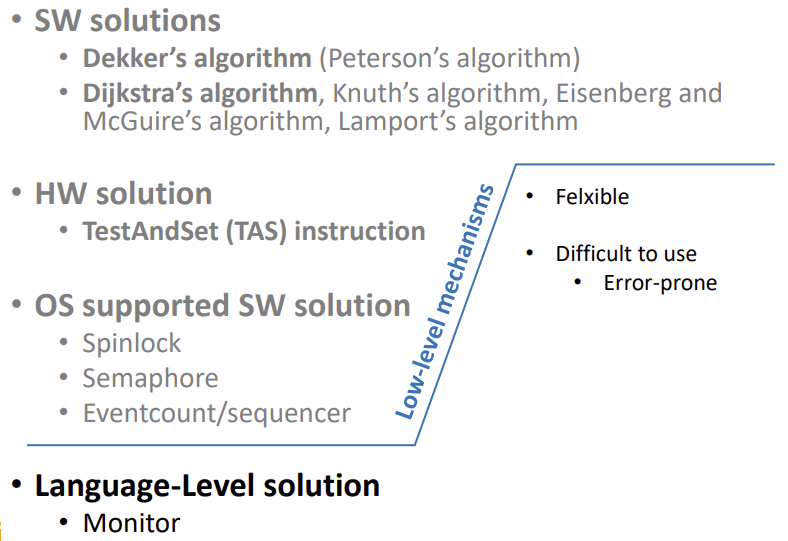 • SW solutions
• Dekker's algorithm (Peterson's algorithm)
• Dijkstra's algorithm, Knuth's algorithm, Eisenberg and
McGuire's algorithm, Lamport's algorithm
• HW solution
• TestAndSet (TAS) instruction
• OS supported SW solution
• Spinlock
• Semaphore
• Eventcount/sequencer
Low-level mechanisms
• Felxible
• Difficult to use
• Error-prone
• Language-Level solution
• Monitor